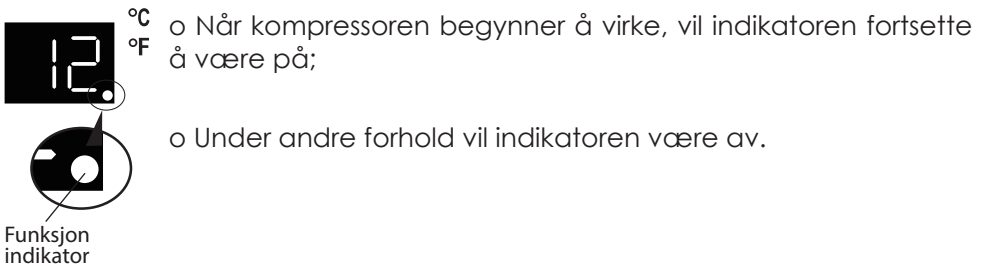 12
°C
°F
o Når kompressoren begynner å virke, vil indikatoren fortsette
å være på;
o Under andre forhold vil indikatoren være av.
Funksjon
indikator